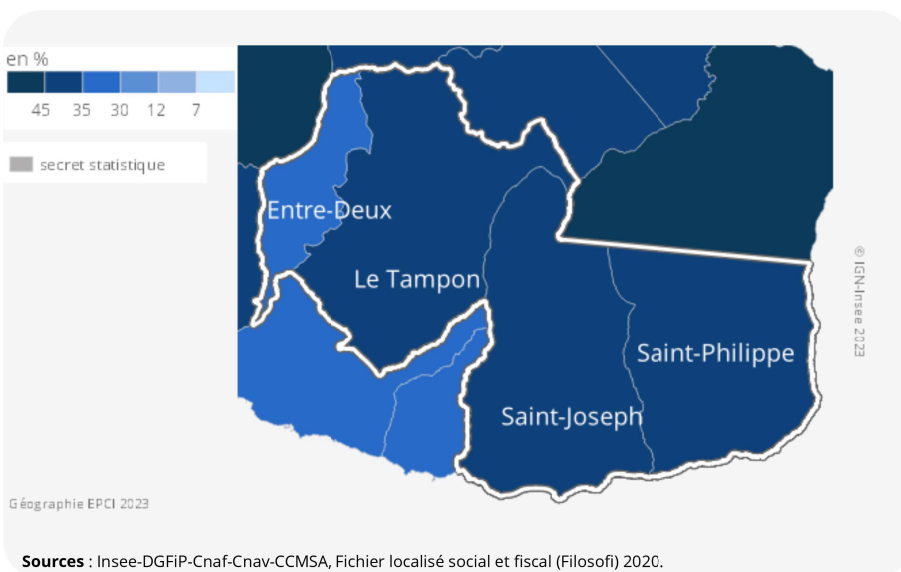 en %
45 35 30 12 7
secret statistique
Entre-Deux
Le Tampon
Saint-Philippe
Saint-Joseph
© IGN-Insee 2023
Géographie EPCI 2023
Sources : Insee-DGFiP-Cnaf-Cnav-CCMSA, Fichier localisé social et fiscal (Filosofi) 2020.